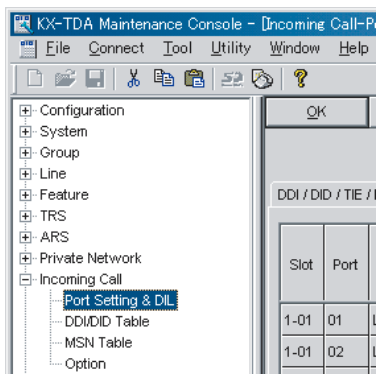 KX-TDA Maintenance Console - [Incoming Call-P
File Connect Tool Utility Window Help
Configuration
System
Group
Line
Feature
TRS
ARS
Private Network
Incoming Call
Port Setting & DIL
DDI/DID Table
MSN Table
Option
OK
DDI / DID / TIE /
Slot Port
1-01 01
1-01 02